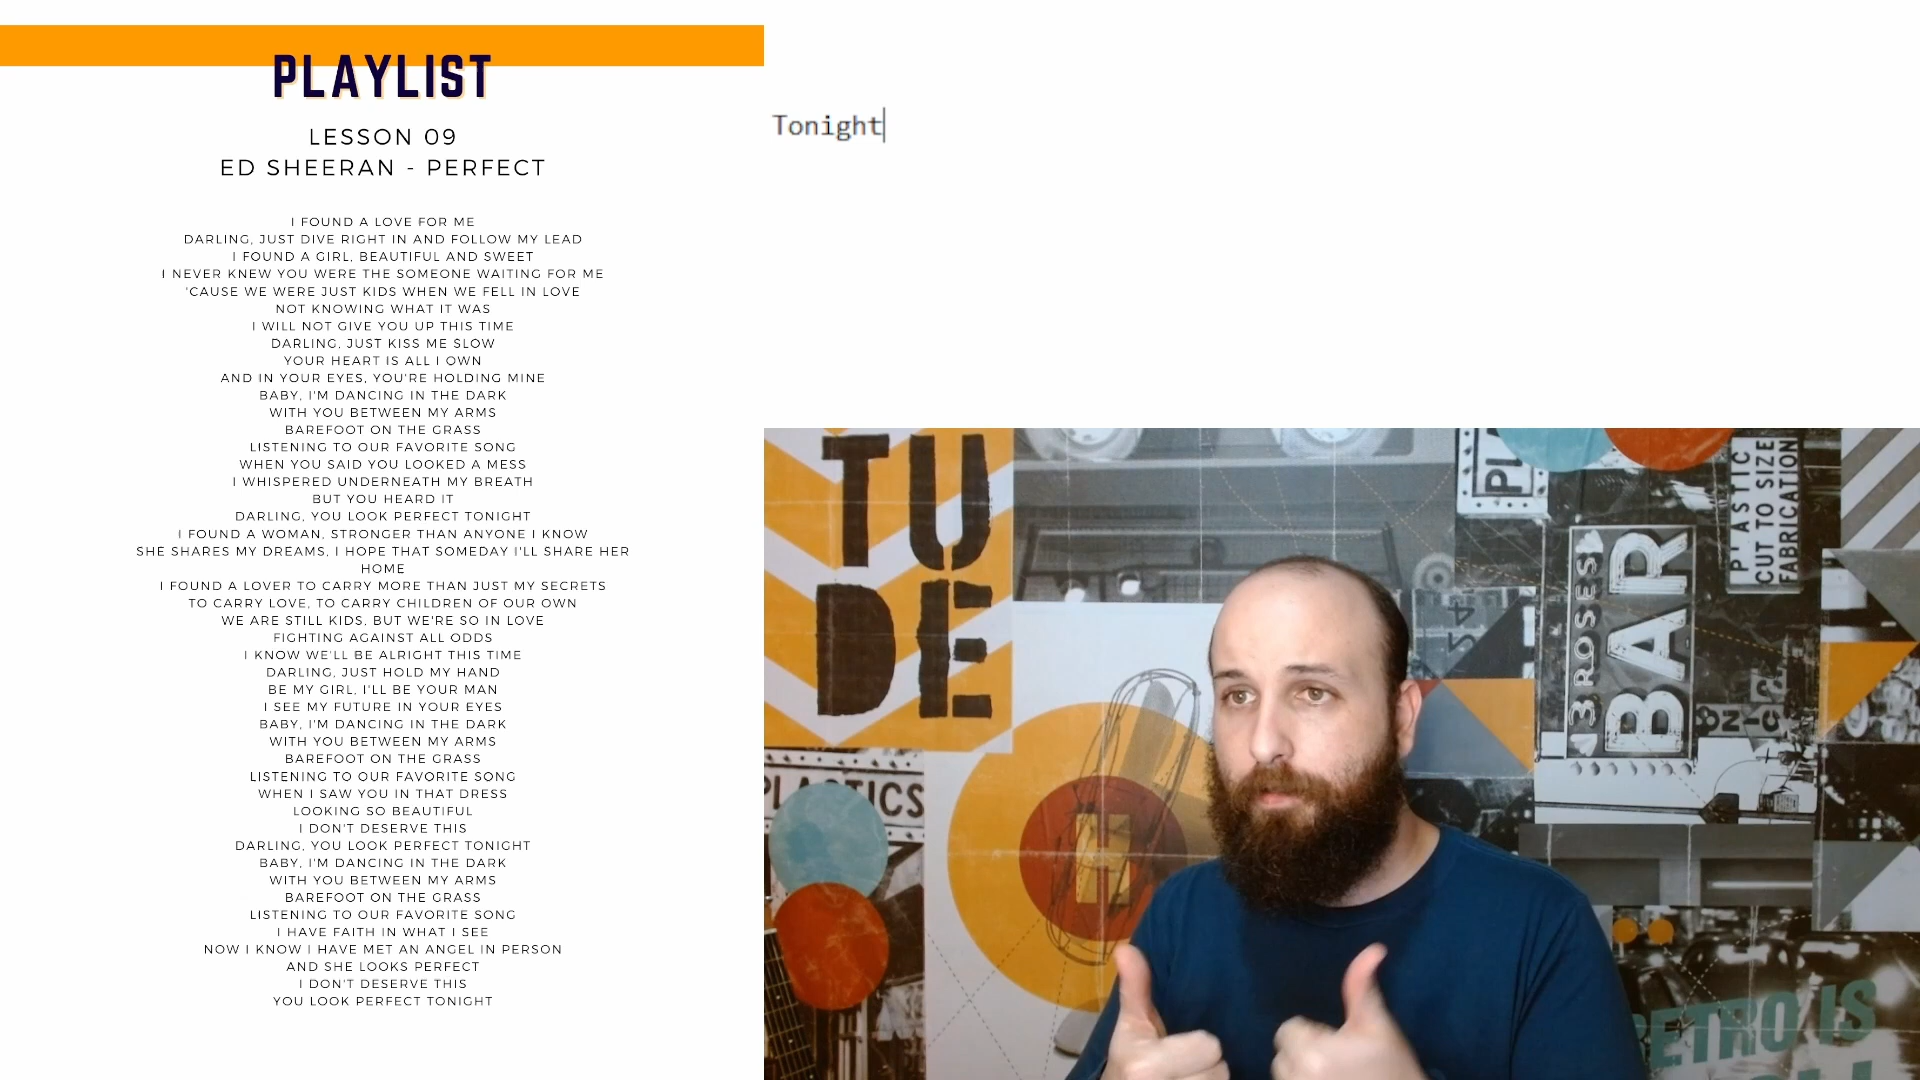 PLAYLIST
LESSON 09
ED SHEERAN - PERFECT
I FOUND A LOVE FOR ME
DARLING, JUST DIVE RIGHT IN AND FOLLOW MY LEAD
I FOUND A GIRL, BEAUTIFUL AND SWEET
I NEVER KNEW YOU WERE THE SOMEONE WAITING FOR ME
'CAUSE WE WERE JUST KIDS WHEN WE FELL IN LOVE
NOT KNOWING WHAT IT WAS
I WILL NOT GIVE YOU UP THIS TIME
DARLING, JUST KISS ME SLOW
YOUR HEART IS ALL I OWN
AND IN YOUR EYES, YOU'RE HOLDING MINE
BABY, I'M DANCING IN THE DARK
WITH YOU BETWEEN MY ARMS
BAREFOOT ON THE GRASS
LISTENING TO OUR FAVORITE SONG
WHEN YOU SAID YOU LOOKED A MESS
I WHISPERED UNDERNEATH MY BREATH
BUT YOU HEARD IT
DARLING, YOU LOOK PERFECT TONIGHT
I FOUND A WOMAN, STRONGER THAN ANYONE I KNOW
SHE SHARES MY DREAMS, I HOPE THAT SOMEDAY I'LL SHARE HER
HOME
I FOUND A LOVER TO CARRY MORE THAN JUST MY SECRETS
TO CARRY LOVE, TO CARRY CHILDREN OF OUR OWN
WE ARE STILL KIDS, BUT WE'RE SO IN LOVE
FIGHTING AGAINST ALL ODDS
I KNOW WE'LL BE ALRIGHT THIS TIME
DARLING, JUST HOLD MY HAND
BE MY GIRL, I'LL BE YOUR MAN
I SEE MY FUTURE IN YOUR EYES
BABY, I'M DANCING IN THE DARK
WITH YOU BETWEEN MY ARMS
BAREFOOT ON THE GRASS
LISTENING TO OUR FAVORITE SONG
WHEN I SAW YOU IN THAT DRESS
LOOKING SO BEAUTIFUL
I DON'T DESERVE THIS
DARLING, YOU LOOK PERFECT TONIGHT
BABY, I'M DANCING IN THE DARK
WITH YOU BETWEEN MY ARMS
BAREFOOT ON THE GRASS
LISTENING TO OUR FAVORITE SONG
I HAVE FAITH IN WHAT I SEE
NOW I KNOW I HAVE MET AN ANGEL IN PERSON
AND SHE LOOKS PERFECT
I DON'T DESERVE THIS
YOU LOOK PERFECT TONIGHT
Tonight
TU
DE
CUT TO SIZE
FABRICATION
13 ROSES
BAR
H
RETRO IS